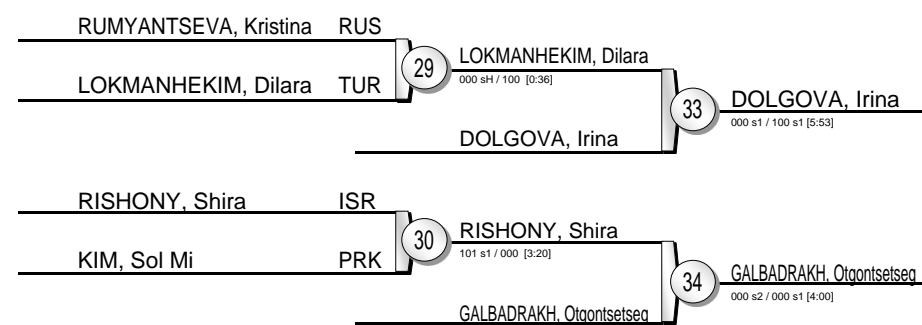 RUMYANTSEVA, Kristina RUS
29
LOKMANHEKIM, Dilara
000 sH / 100 [0:36]
LOKMANHEKIM, Dilara TUR
33
DOLGOVA, Irina
000 s1 / 100 s1 [5:53]
DOLGOVA, Irina
RISHONY, Shira ISR
30
RISHONY, Shira
101 s1 / 000 [3:20]
KIM, Sol Mi PRK
34
GALBADRAKH, Otgontsetseg
000 s2 / 000 s1 [4:00]
GALBADRAKH, Otgontsetseg